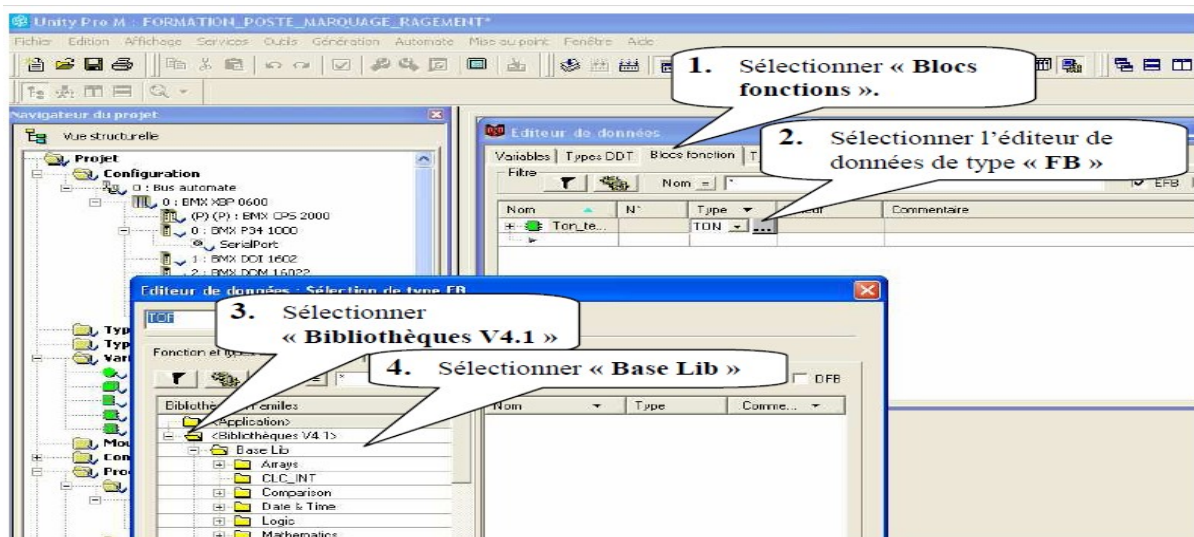 Unity Pro M : FORMATION_POSTE_MARQUAGE_RAGEMENT*
Fichier Edition Affichage Services Outils Génération Automate Mise au point Fenêtre Aide
1. Sélectionner « Blocs
fonctions ».
Navigateur du projet
Vue structurelle
Editeur de données
2. Sélectionner l’éditeur de
données de type « FB »
Variables Types DDT Blocs fonction
Filtre
Nom = *
EFB
Nom N° Type Commentaire
Ton_te... TON ...
Projet
Configuration
0 : Bus automate
0 : BMX XBP 0600
(P) (P) : BMX CPS 2000
0 : BMX P34 1000
SerialPort
1 : BMX DDI 1602
2 : BMX DDM 16022
Editeur de données : Sélection de type FB
TOF
3. Sélectionner
« Bibliothèques V4.1 »
4. Sélectionner « Base Lib »
Fonction et
= *
DFB
Nom Type Comme...
<Application>
<Bibliothèques V4.1>
Base Lib
Arrays
CLC_INT
Comparison
Date & Time
Logic
Mathematics